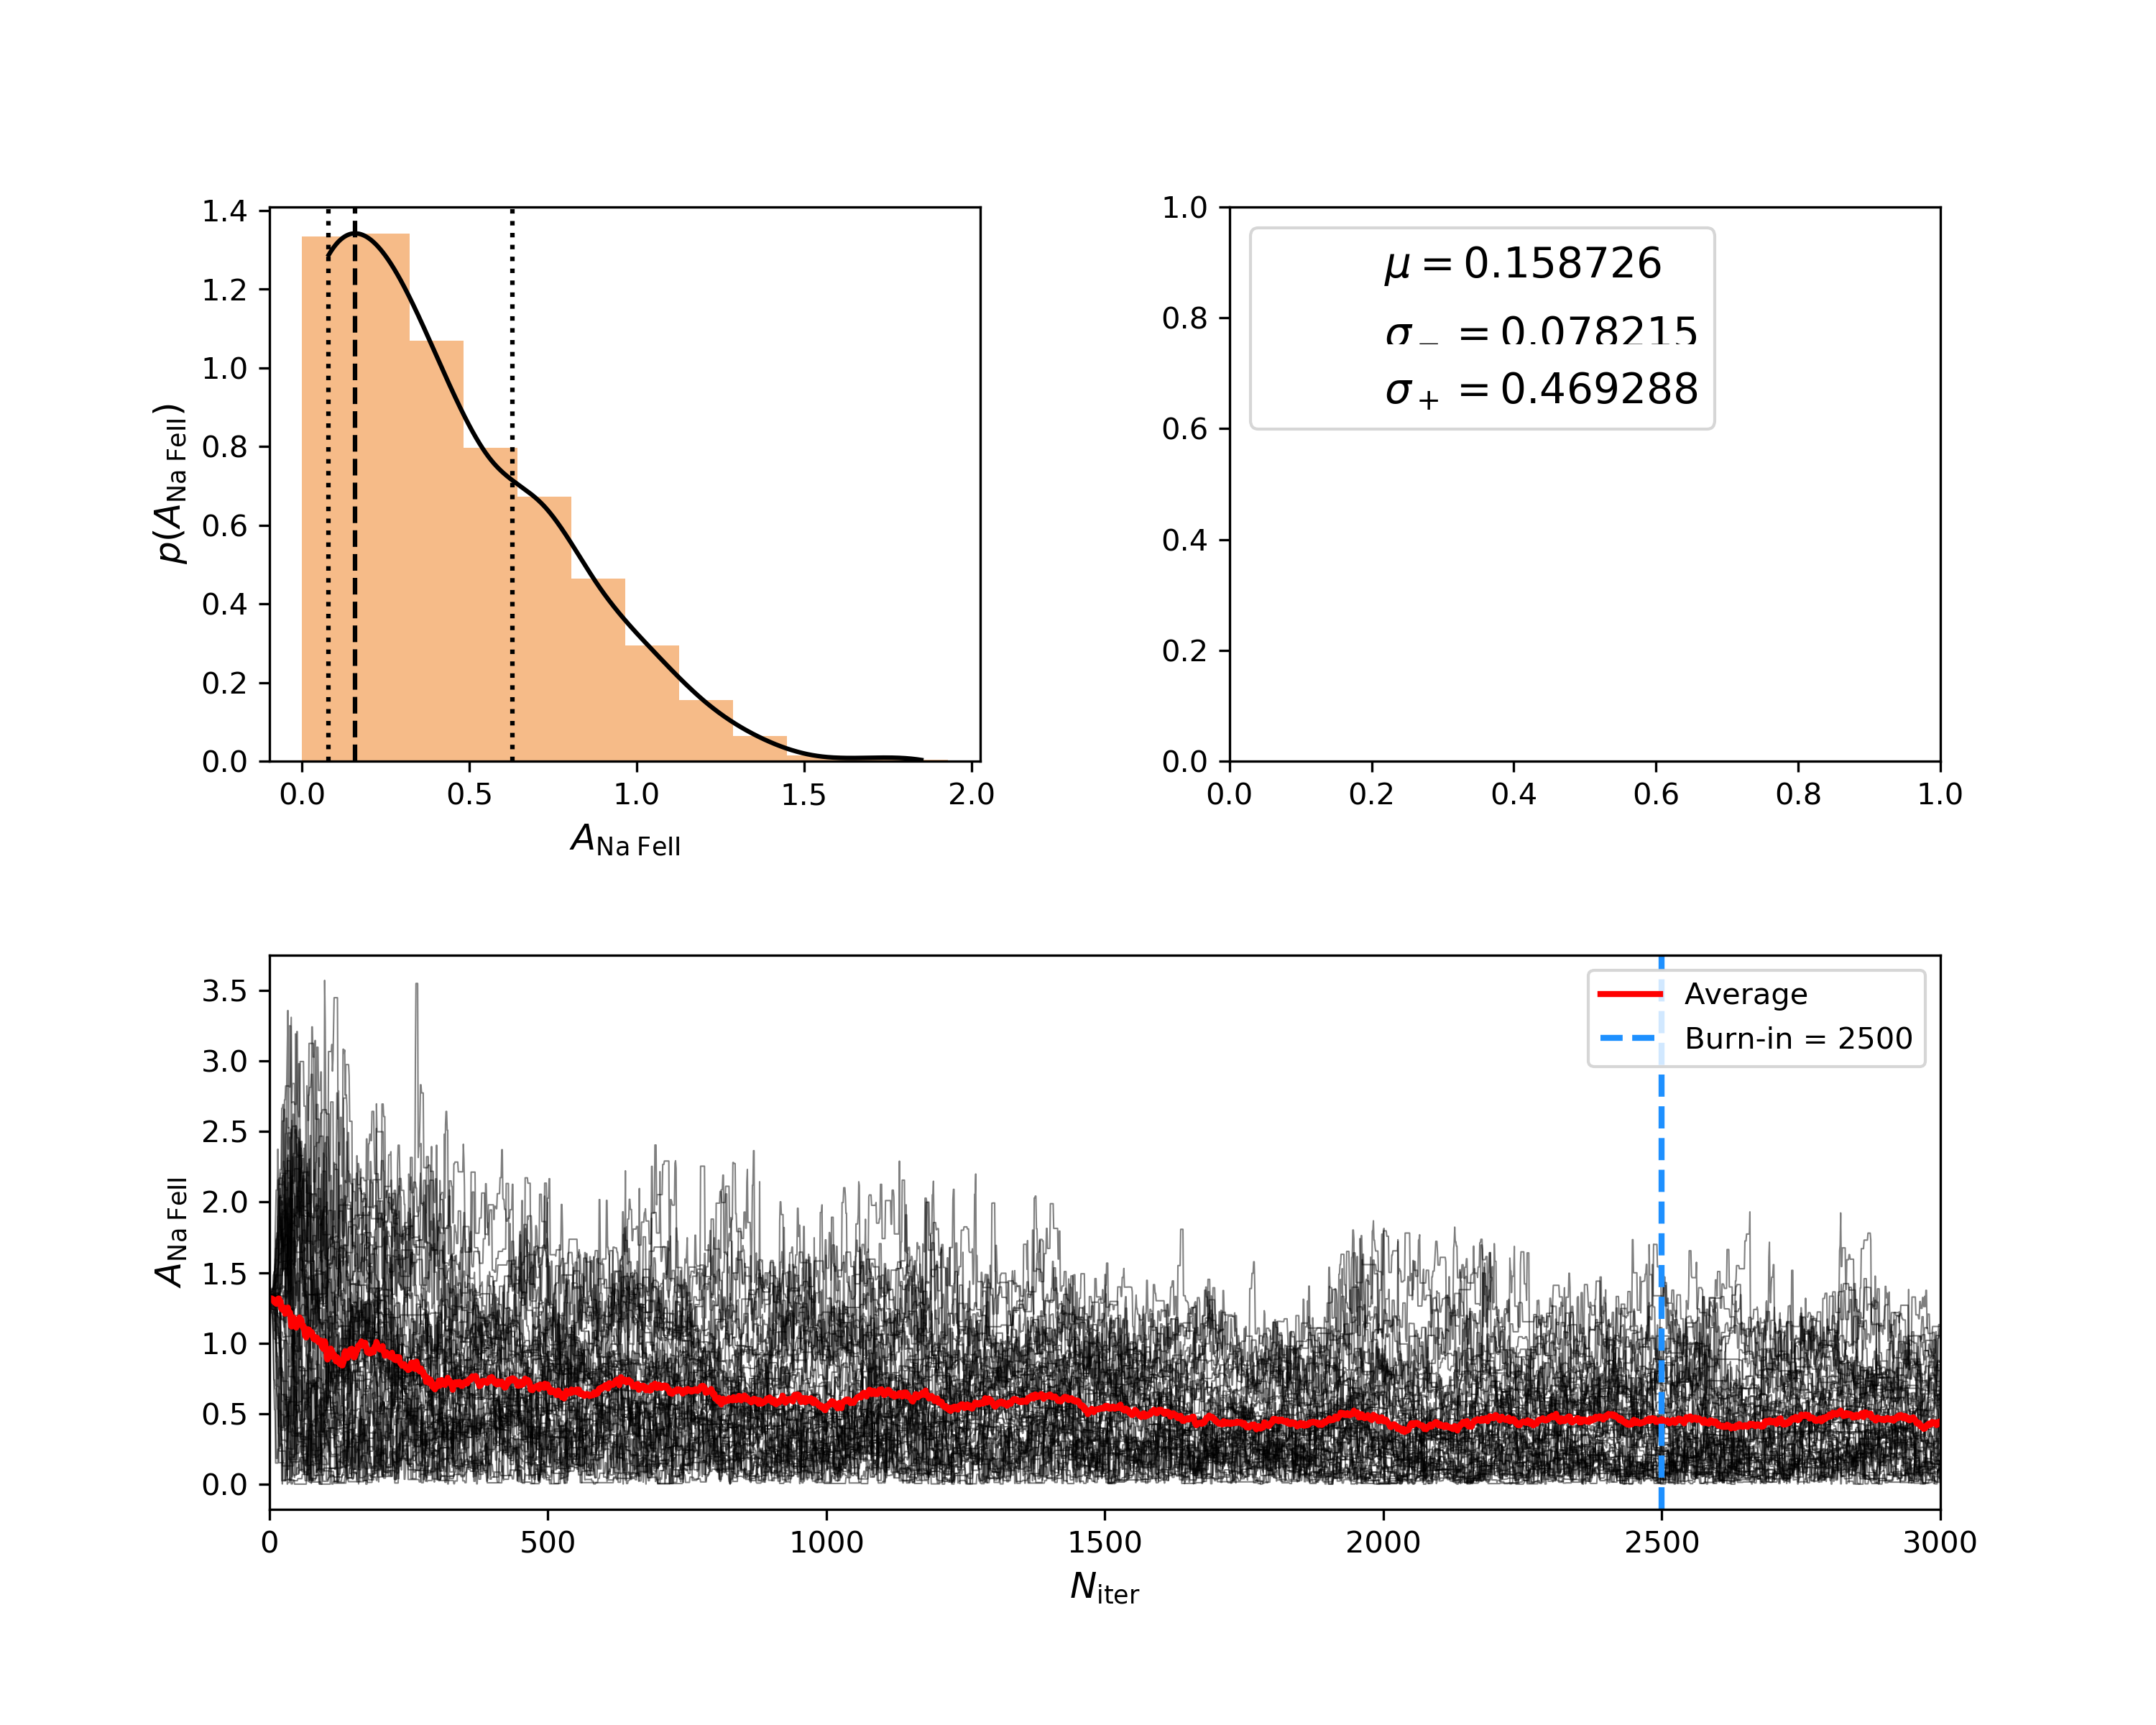 1.4
1.2
1.0
0.8
0.6
0.4
0.2
0.0
p(A_Na FeII)
0.0 0.5 1.0 1.5 2.0
A_Na FeII
1.0
0.8
0.6
0.4
0.2
0.0
μ = 0.158726
σ_− = 0.078215
σ_+ = 0.469288
0.0 0.2 0.4 0.6 0.8 1.0
3.5
3.0
2.5
2.0
1.5
1.0
0.5
0.0
A_Na FeII
Average
Burn-in = 2500
0 500 1000 1500 2000 2500 3000
N_iter